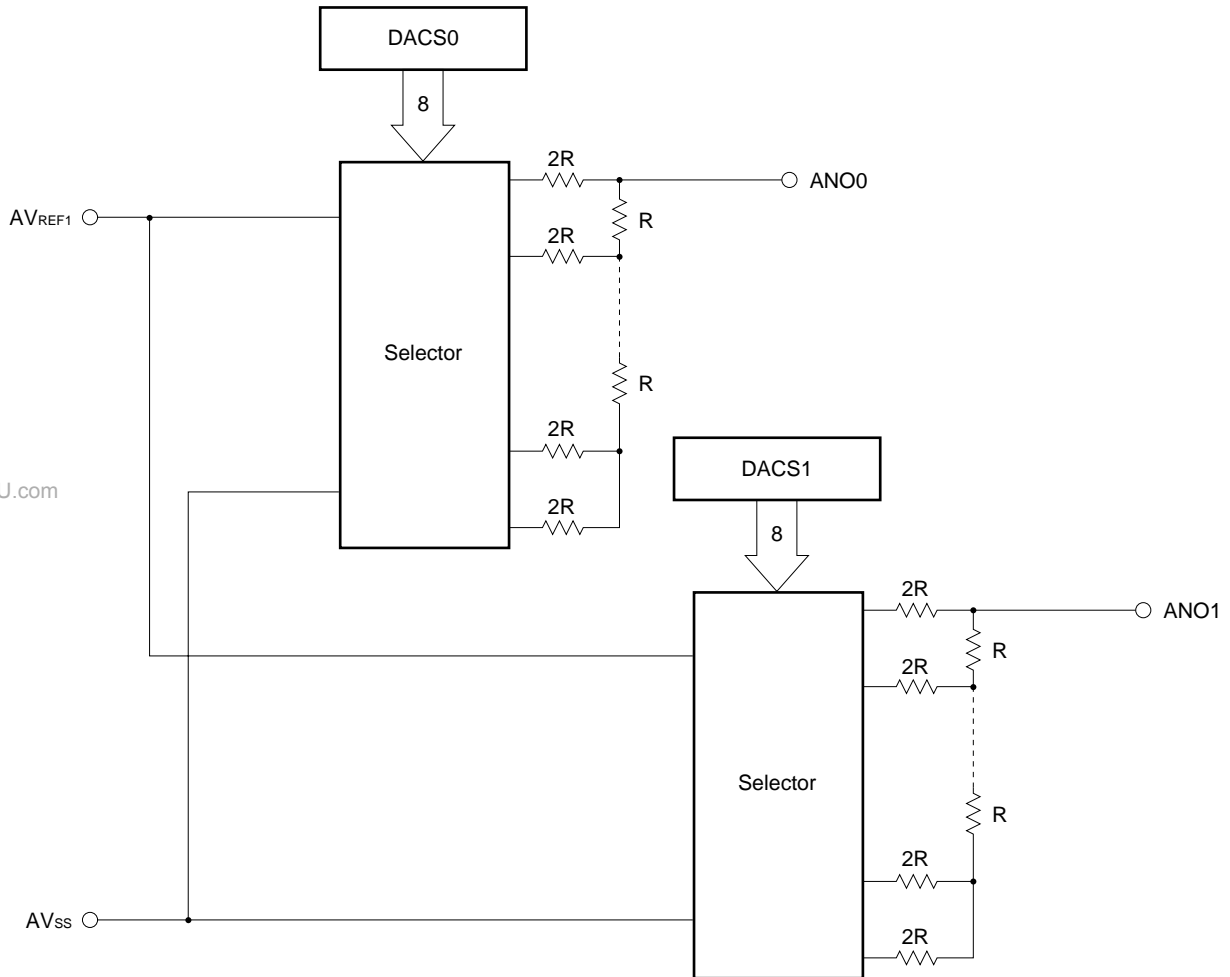 DACS0
8
2R
ANO0
AVREF1
R
2R
Selector
R
2R
DACS1
U.com
2R
8
2R
ANO1
R
2R
Selector
R
2R
AVSS
2R